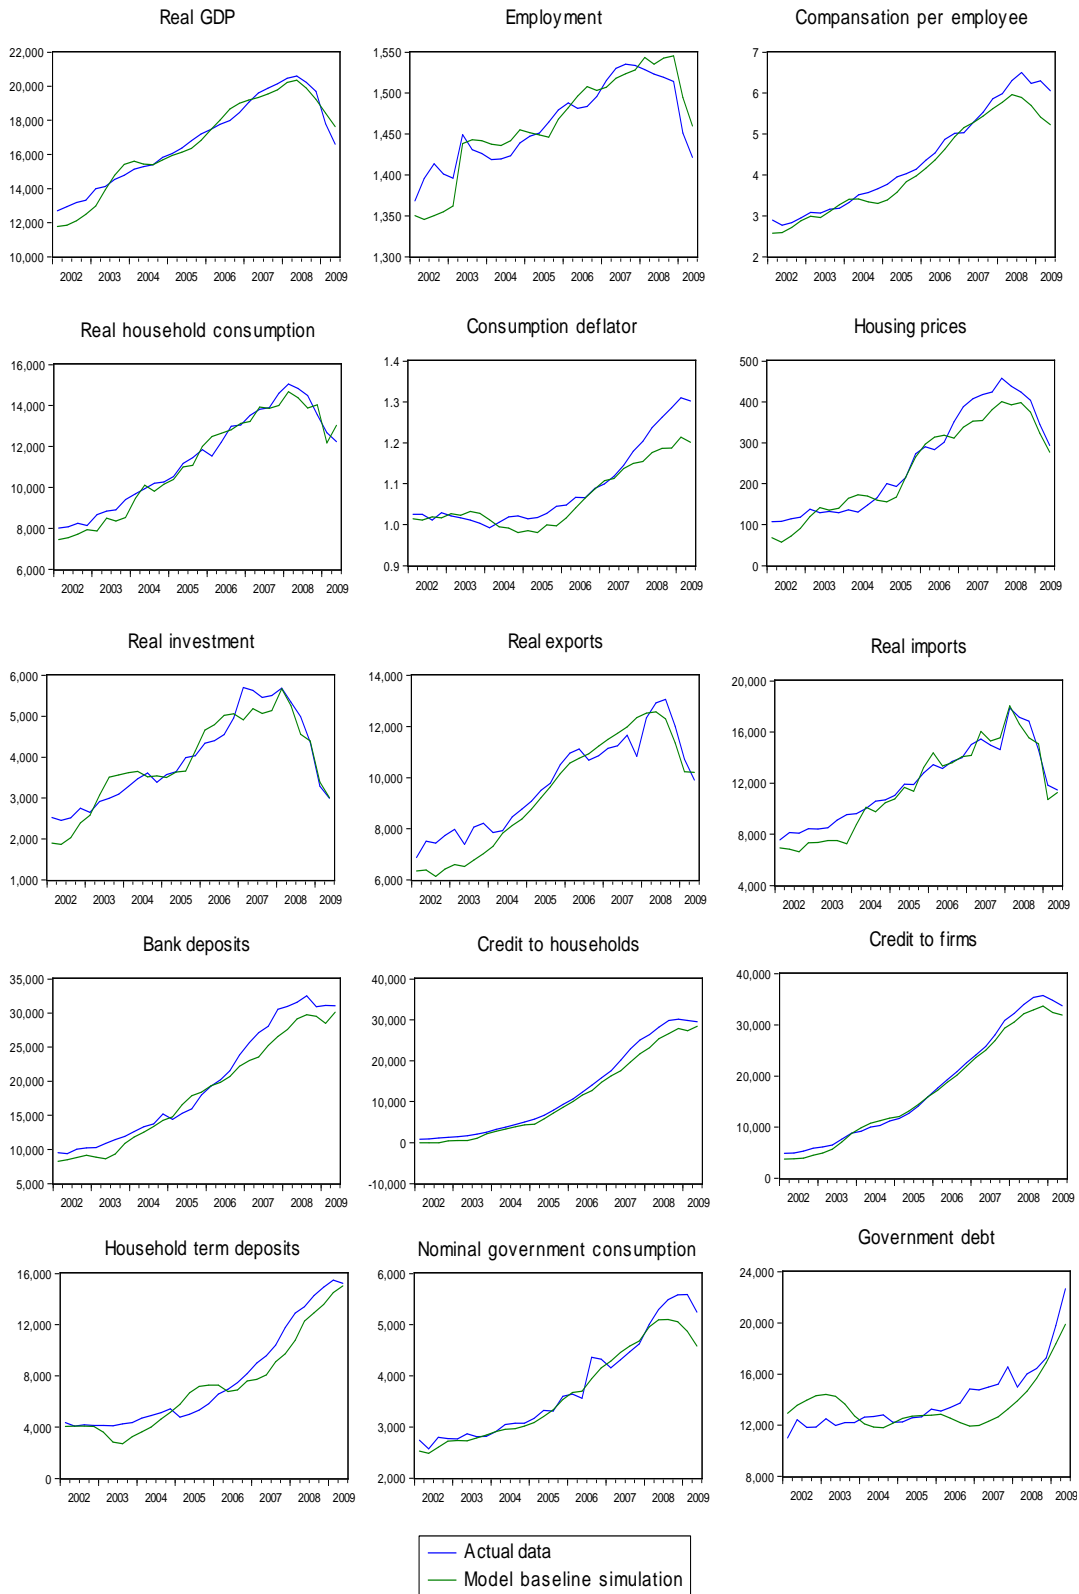 Real GDP
Employment
Compansation per employee
22,000
20,000
18,000
16,000
14,000
12,000
10,000
2002 2003 2004 2005 2006 2007 2008 2009
1,550
1,500
1,450
1,400
1,350
1,300
2002 2003 2004 2005 2006 2007 2008 2009
7
6
5
4
3
2
2002 2003 2004 2005 2006 2007 2008 2009
Real household consumption
Consumption deflator
Housing prices
16,000
14,000
12,000
10,000
8,000
6,000
2002 2003 2004 2005 2006 2007 2008 2009
1.4
1.3
1.2
1.1
1.0
0.9
2002 2003 2004 2005 2006 2007 2008 2009
500
400
300
200
100
0
2002 2003 2004 2005 2006 2007 2008 2009
Real investment
Real exports
Real imports
6,000
5,000
4,000
3,000
2,000
1,000
2002 2003 2004 2005 2006 2007 2008 2009
14,000
12,000
10,000
8,000
6,000
2002 2003 2004 2005 2006 2007 2008 2009
20,000
16,000
12,000
8,000
4,000
2002 2003 2004 2005 2006 2007 2008 2009
Bank deposits
Credit to households
Credit to firms
35,000
30,000
25,000
20,000
15,000
10,000
5,000
2002 2003 2004 2005 2006 2007 2008 2009
40,000
30,000
20,000
10,000
0
-10,000
2002 2003 2004 2005 2006 2007 2008 2009
40,000
30,000
20,000
10,000
0
2002 2003 2004 2005 2006 2007 2008 2009
Household term deposits
Nominal government consumption
Government debt
16,000
12,000
8,000
4,000
0
2002 2003 2004 2005 2006 2007 2008 2009
6,000
5,000
4,000
3,000
2,000
2002 2003 2004 2005 2006 2007 2008 2009
24,000
20,000
16,000
12,000
8,000
2002 2003 2004 2005 2006 2007 2008 2009
Actual data
Model baseline simulation